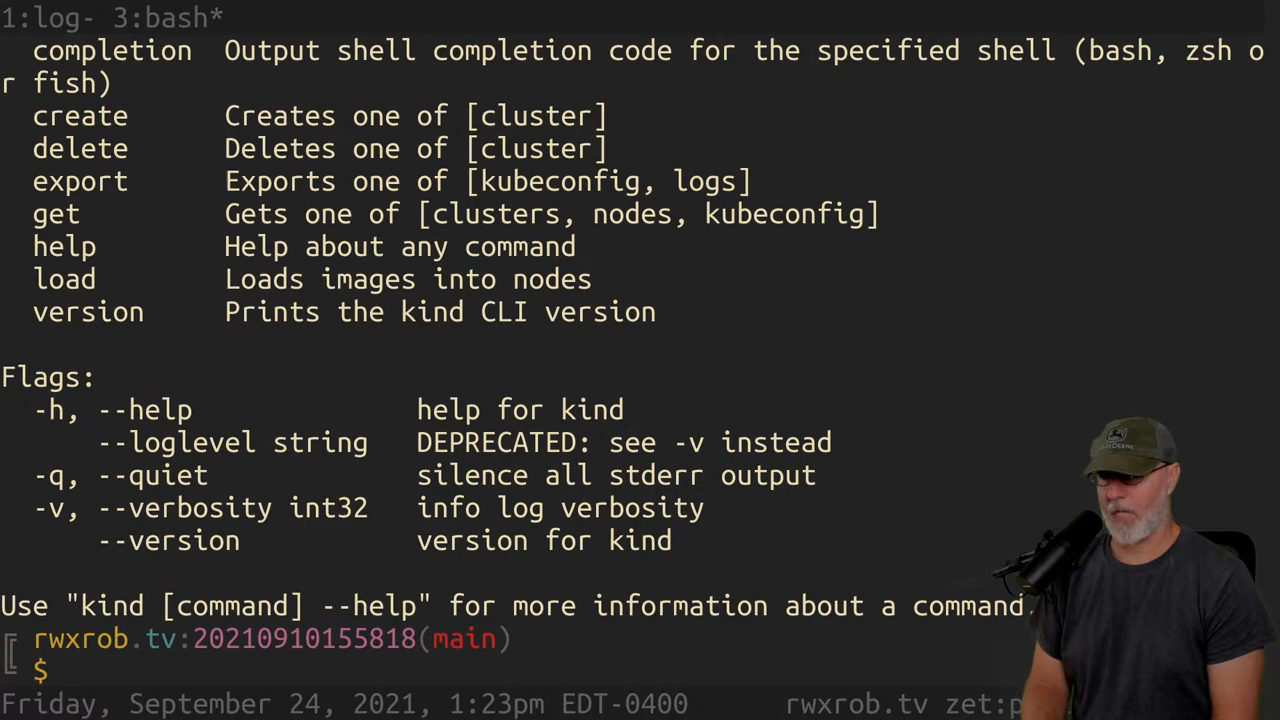 1:log- 3:bash*
completion Output shell completion code for the specified shell (bash, zsh o
r fish)
create Creates one of [cluster]
delete Deletes one of [cluster]
export Exports one of [kubeconfig, logs]
get Gets one of [clusters, nodes, kubeconfig]
help Help about any command
load Loads images into nodes
version Prints the kind CLI version
Flags:
-h, --help help for kind
--loglevel string DEPRECATED: see -v instead
-q, --quiet silence all stderr output
-v, --verbosity int32 info log verbosity
--version version for kind
Use "kind [command] --help" for more information about a command.
rwxrob.tv:20210910155818(main)
$
Friday, September 24, 2021, 1:23pm EDT-0400 rwxrob.tv zet:p